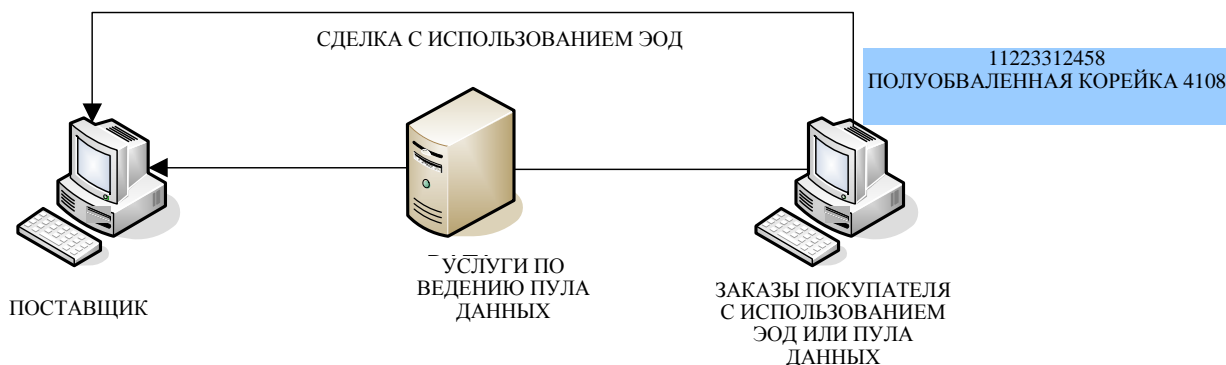 СДЕЛКА С ИСПОЛЬЗОВАНИЕМ ЭОД
11223312458
ПОЛУОБВАЛЕННАЯ КОРЕЙКА 4108
ПОСТАВЩИК
УСЛУГИ ПО
ВЕДЕНИЮ ПУЛА
ДАННЫХ
ЗАКАЗЫ ПОКУПАТЕЛЯ
С ИСПОЛЬЗОВАНИЕМ
ЭОД ИЛИ ПУЛА
ДАННЫХ